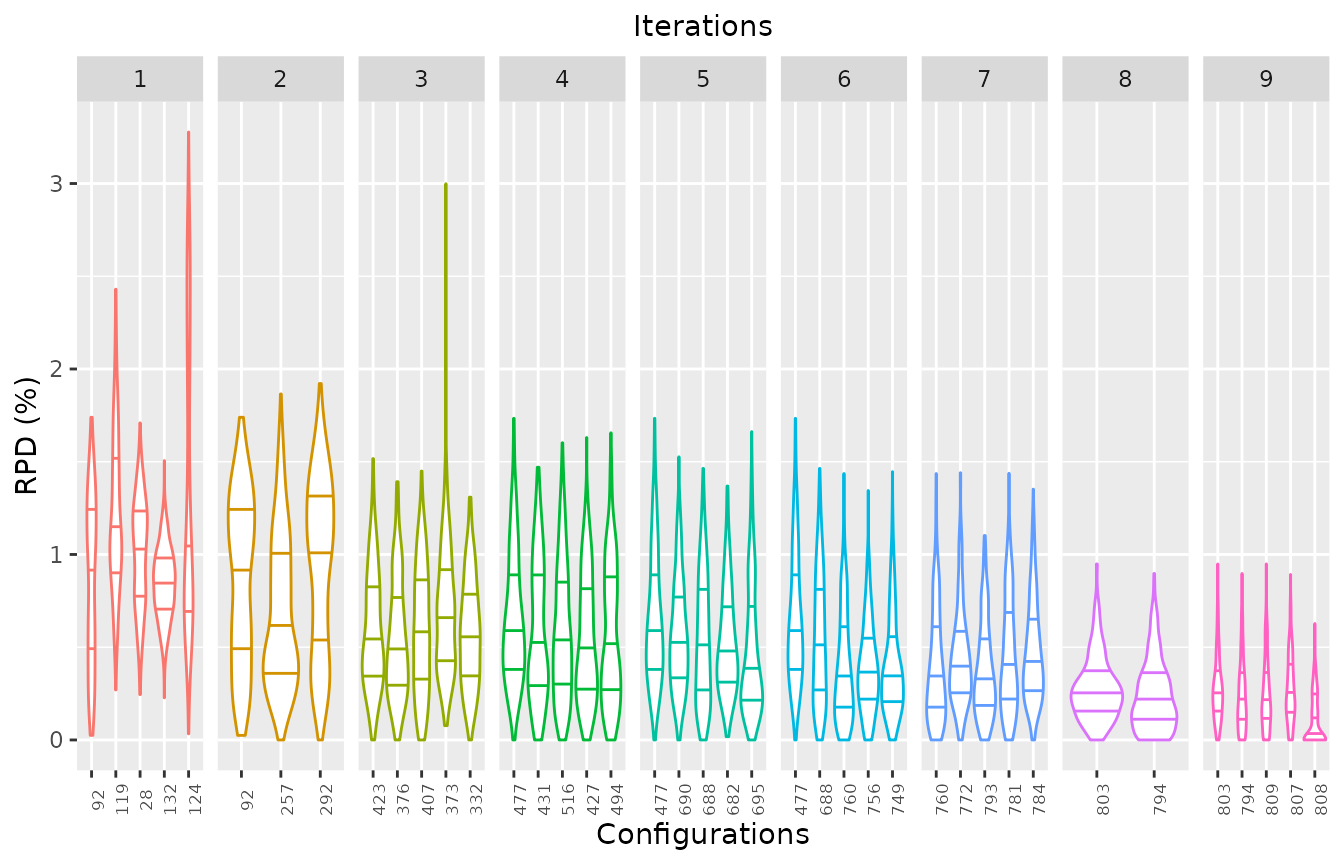 Iterations
1 2 3 4 5 6 7 8 9
3
2
1
0
RPD (%)
92 119 28 132 124 92 257 292 423 376 407 373 332 477 431 516 427 494 477 690 688 682 695 477 688 760 756 749 760 772 793 781 784 803 794 803 794 809 807 808
Configurations